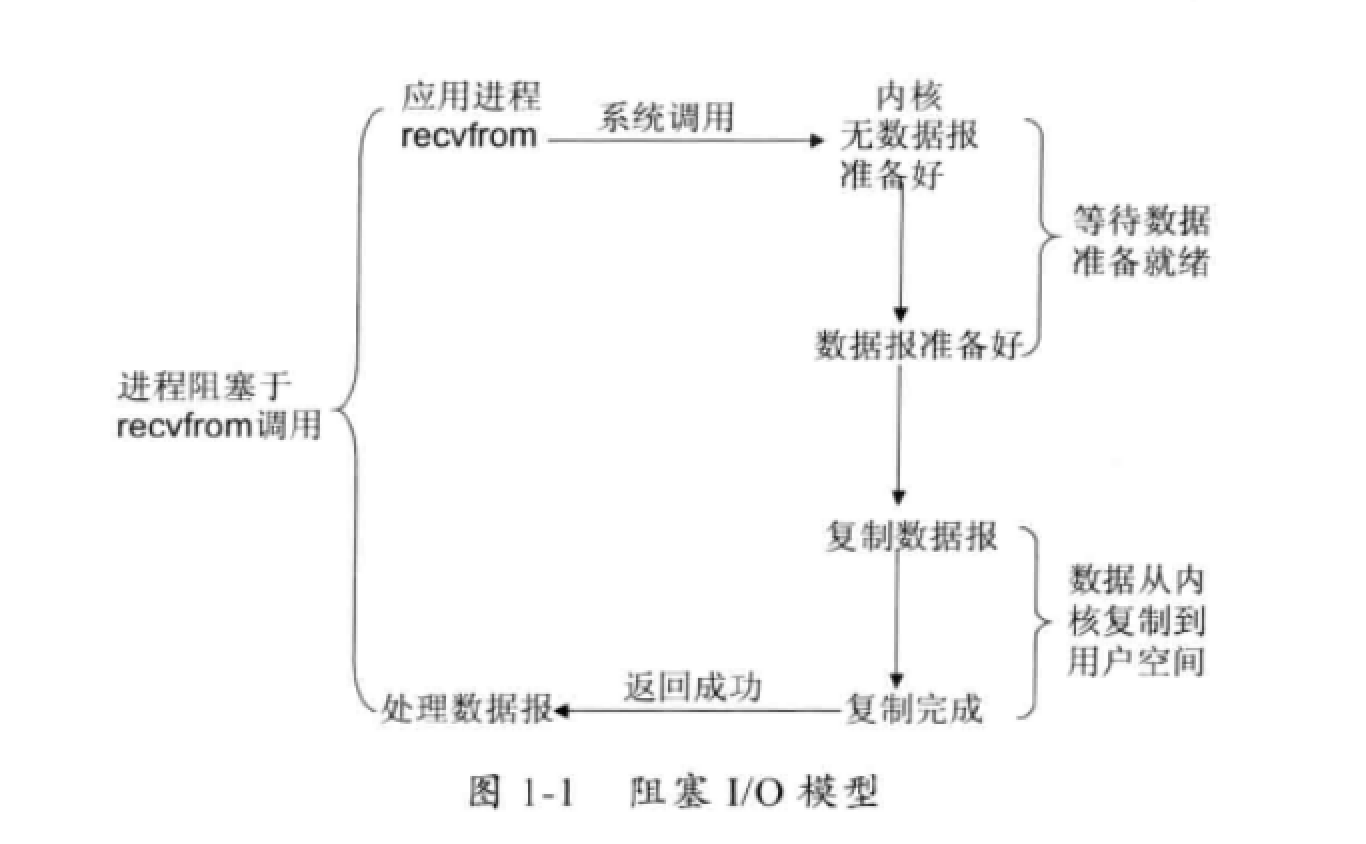 应用进程
recvfrom
系统调用
内核
无数据报
准备好
等待数据
准备就绪
数据报准备好
进程阻塞于
recvfrom调用
复制数据报
数据从内
核复制到
用户空间
处理数据报
返回成功
复制完成
图 1-1 阻塞 I/O 模型